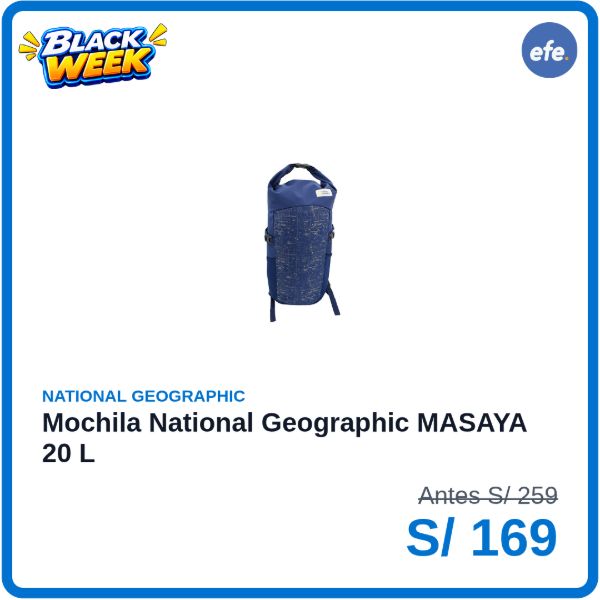 BLACK
WEEK
efe.
NATIONAL GEOGRAPHIC
Mochila National Geographic MASAYA
20 L
Antes S/ 259
S/ 169